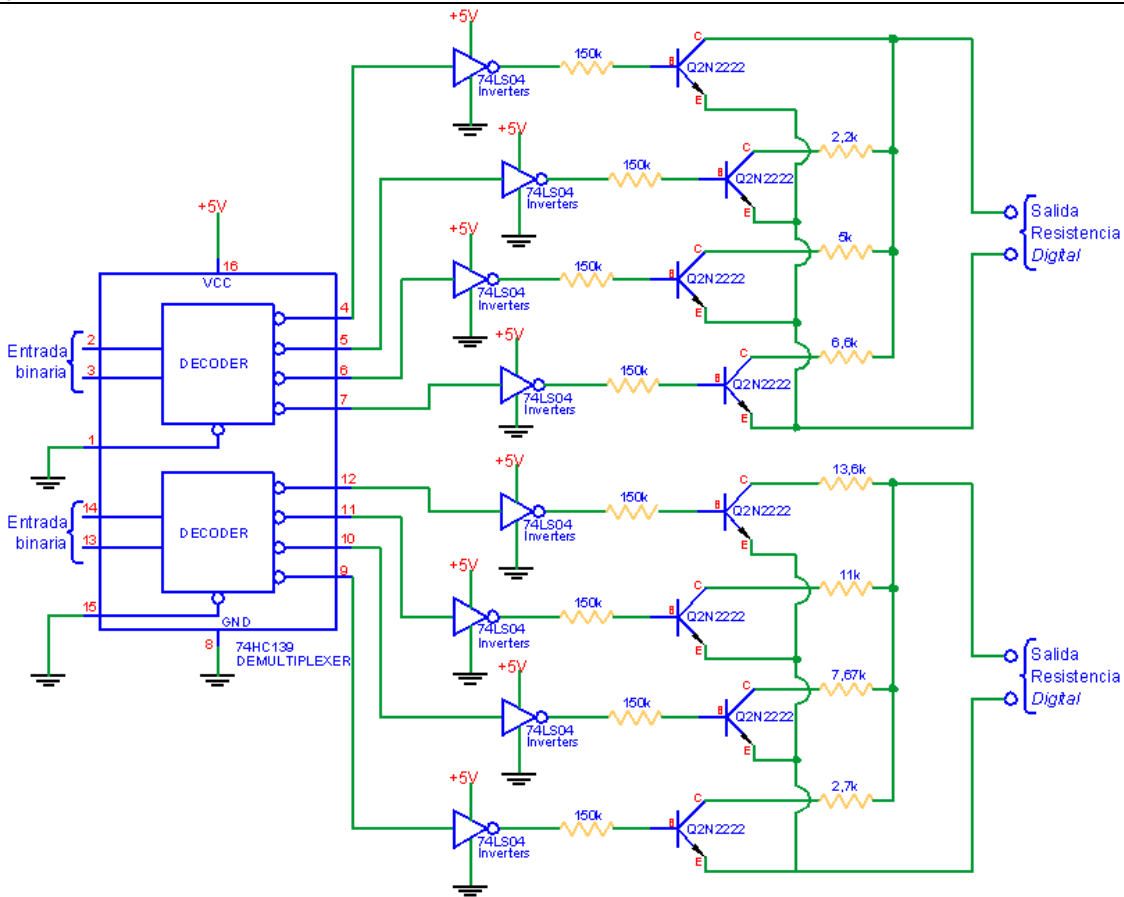 +5V
150k
C
B
Q2N2222
E
74LS04
Inverters
+5V
150k
C
B
Q2N2222
E
2,2k
74LS04
Inverters
+5V
150k
C
B
Q2N2222
E
5k
74LS04
Inverters
+5V
150k
C
B
Q2N2222
E
6,6k
74LS04
Inverters
Salida
Resistencia
Digital
+5V
16
VCC
Entrada
binaria
2
3
DECODER
4
5
6
7
1
Entrada
binaria
14
13
DECODER
12
11
10
9
15
GND
8
74HC139
DEMULTIPLEXER
+5V
150k
C
B
Q2N2222
E
13,6k
74LS04
Inverters
+5V
150k
C
B
Q2N2222
E
11k
74LS04
Inverters
+5V
150k
C
B
Q2N2222
E
7,67k
74LS04
Inverters
+5V
150k
C
B
Q2N2222
E
2,7k
74LS04
Inverters
Salida
Resistencia
Digital